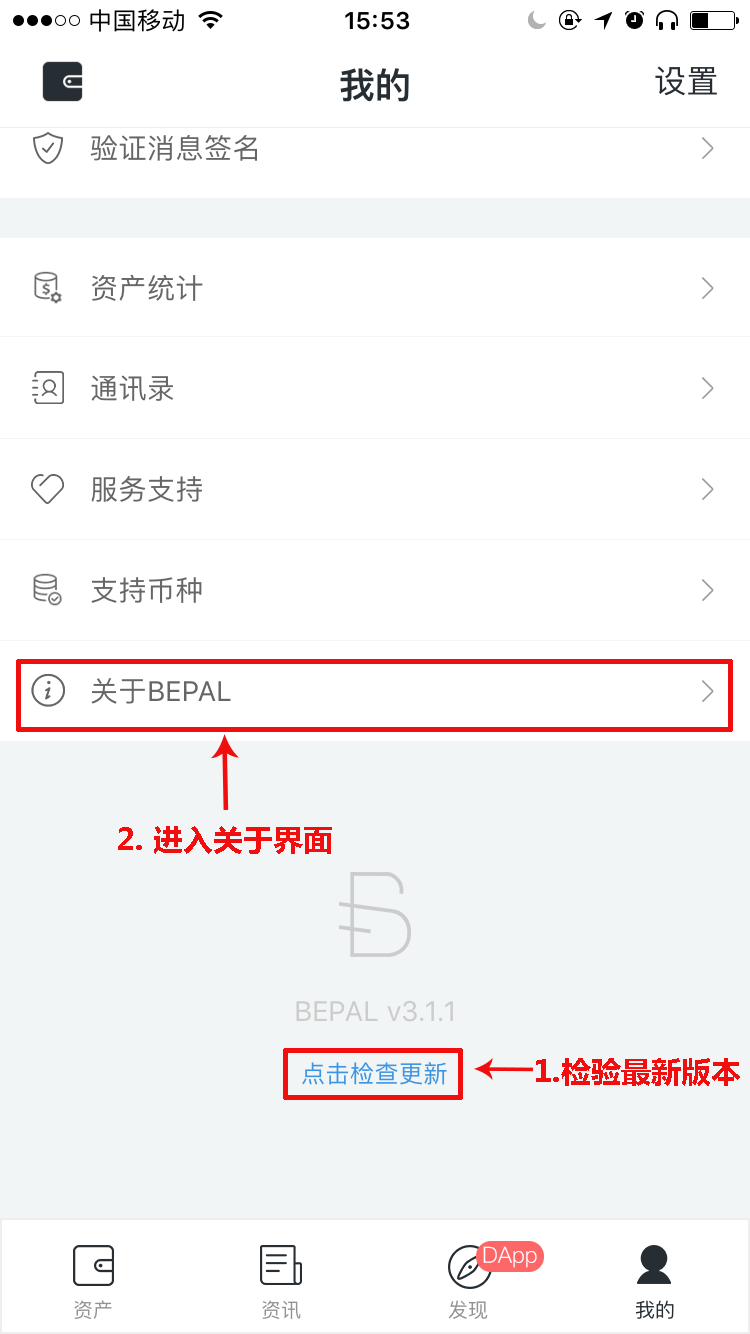 中国移动 15:53
我的 设置
验证消息签名
资产统计
通讯录
服务支持
支持币种
关于BEPAL
2. 进入关于界面
BEPAL v3.1.1
点击检查更新 1.检验最新版本
DApp
资产 资讯 发现 我的